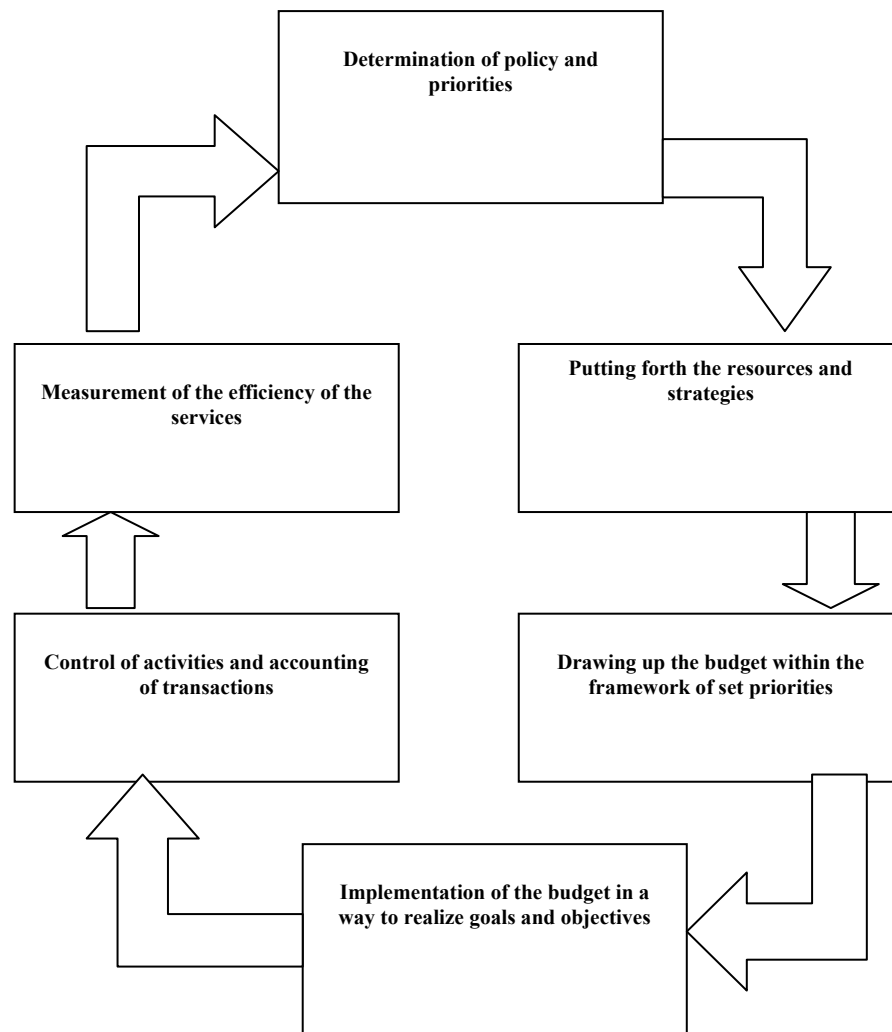 Determination of policy and
priorities
Putting forth the resources and
strategies
Drawing up the budget within the
framework of set priorities
Implementation of the budget in a
way to realize goals and objectives
Control of activities and accounting
of transactions
Measurement of the efficiency of the
services